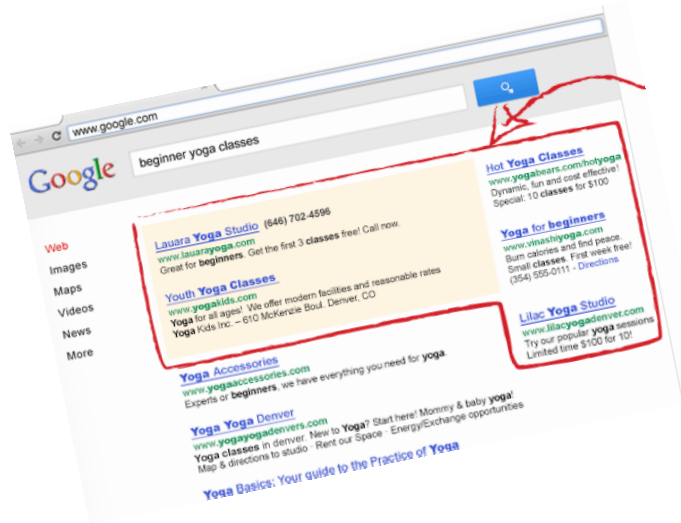 www.google.com
Google
beginner yoga classes
Web
Images
Maps
Videos
News
More
Lauara Yoga Studio (646) 702-4596
www.lauarayoga.com
Great for beginners. Get the first 3 classes free! Call now.
Youth Yoga Classes
www.yogakids.com
Yoga for all ages! We offer modern facilities and reasonable rates
Yoga Kids Inc. – 610 McKenzie Boul. Denver, CO
Yoga Accessories
www.yogaaccessories.com
Experts or beginners, we have everything you need for yoga.
Yoga Yoga Denver
www.yogayogadenvers.com
Yoga classes in denver. New to Yoga? Start here! Mommy & baby yoga!
Map & directions to studio · Rent our Space · Energy/Exchange opportunities
Yoga Basics: Your guide to the Practice of Yoga
Hot Yoga Classes
www.yogabears.com/hotyoga
Dynamic, fun and cost effective!
Special: 10 classes for $100
Yoga for beginners
www.vinashiyoga.com
Burn calories and find peace.
Small classes. First week free!
(354) 555-0111 - Directions
Lilac Yoga Studio
www.lilacyogadenver.com
Try our popular yoga sessions
Limited time $100 for 10!